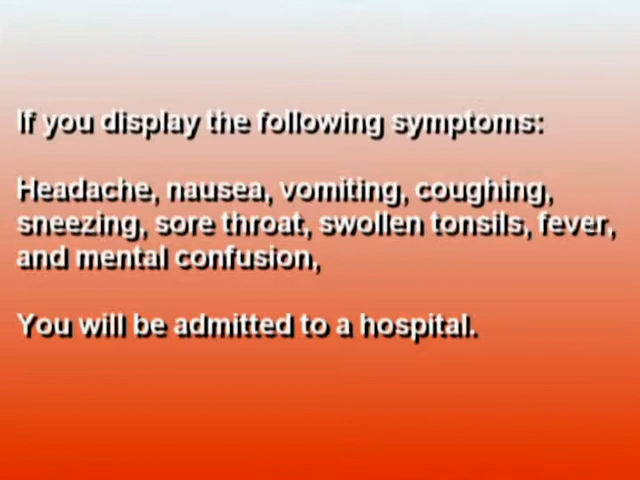 If you display the following symptoms:
Headache, nausea, vomiting, coughing,
sneezing, sore throat, swollen tonsils, fever,
and mental confusion,
You will be admitted to a hospital.